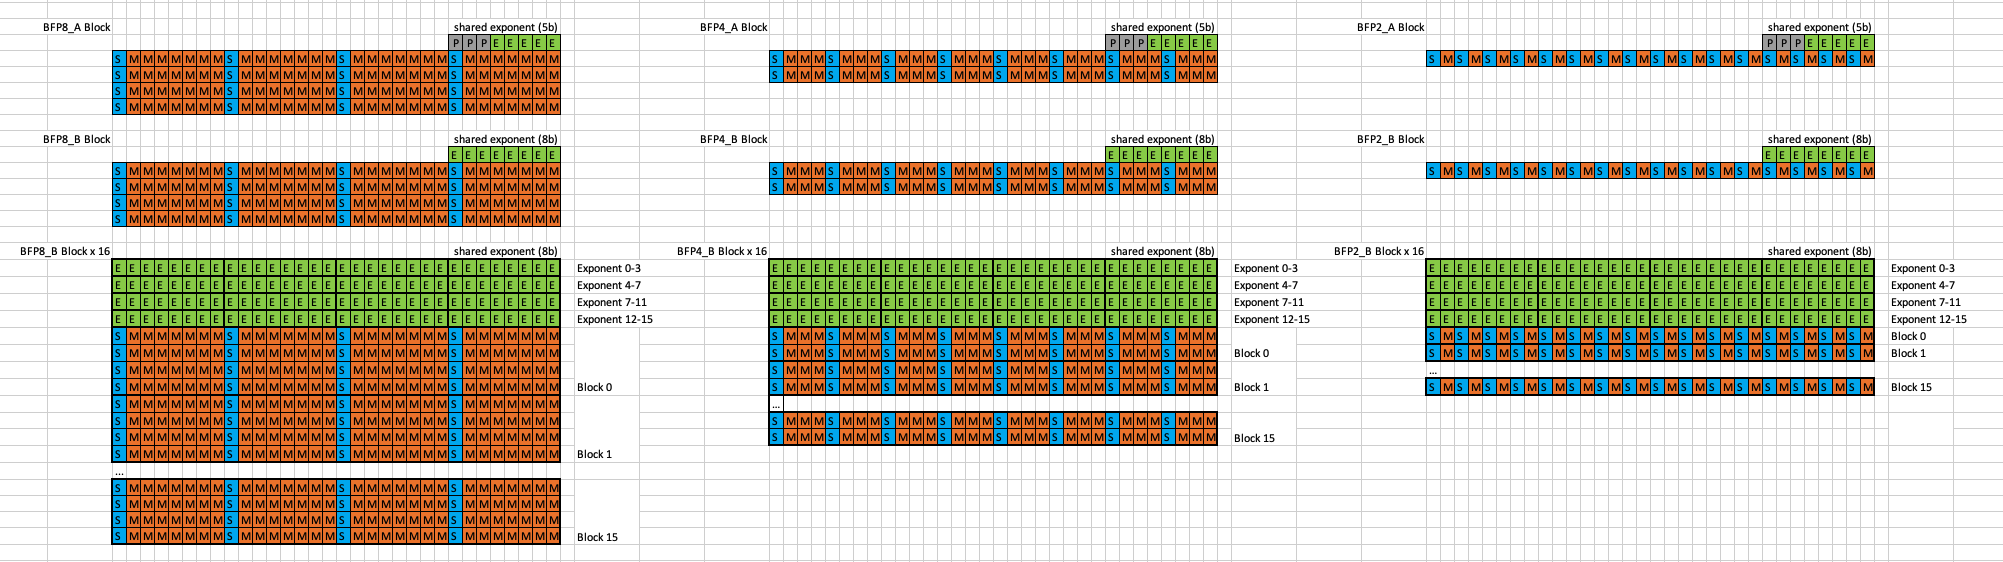 BFP8_A Block shared exponent (5b) BFP4_A Block shared exponent (5b) BFP2_A Block shared exponent (5b)
P P P E E E E E P P P E E E E E P P P E E E E E
S M M M M M M M S M M M M M M M S M M M M M M M S M M M M M M M S M M M S M M M S M M M S M M M S M M M S M M M S M M M S M M M S M S M S M S M S M S M S M S M S M S M S M S M S M S M S M S M S M
S M M M M M M M S M M M M M M M S M M M M M M M S M M M M M M M S M M M S M M M S M M M S M M M S M M M S M M M S M M M S M M M
S M M M M M M M S M M M M M M M S M M M M M M M S M M M M M M M
S M M M M M M M S M M M M M M M S M M M M M M M S M M M M M M M
BFP8_B Block shared exponent (8b) BFP4_B Block shared exponent (8b) BFP2_B Block shared exponent (8b)
E E E E E E E E E E E E E E E E E E E E E E E E
S M M M M M M M S M M M M M M M S M M M M M M M S M M M M M M M S M M M S M M M S M M M S M M M S M M M S M M M S M M M S M M M S M S M S M S M S M S M S M S M S M S M S M S M S M S M S M S M S M
S M M M M M M M S M M M M M M M S M M M M M M M S M M M M M M M S M M M S M M M S M M M S M M M S M M M S M M M S M M M S M M M
S M M M M M M M S M M M M M M M S M M M M M M M S M M M M M M M
S M M M M M M M S M M M M M M M S M M M M M M M S M M M M M M M
BFP8_B Block x 16 shared exponent (8b) BFP4_B Block x 16 shared exponent (8b) BFP2_B Block x 16 shared exponent (8b)
E E E E E E E E E E E E E E E E E E E E E E E E E E E E E E E E Exponent 0-3 E E E E E E E E E E E E E E E E E E E E E E E E E E E E E E E E Exponent 0-3 E E E E E E E E E E E E E E E E E E E E E E E E E E E E E E E E Exponent 0-3
E E E E E E E E E E E E E E E E E E E E E E E E E E E E E E E E Exponent 4-7 E E E E E E E E E E E E E E E E E E E E E E E E E E E E E E E E Exponent 4-7 E E E E E E E E E E E E E E E E E E E E E E E E E E E E E E E E Exponent 4-7
E E E E E E E E E E E E E E E E E E E E E E E E E E E E E E E E Exponent 7-11 E E E E E E E E E E E E E E E E E E E E E E E E E E E E E E E E Exponent 7-11 E E E E E E E E E E E E E E E E E E E E E E E E E E E E E E E E Exponent 7-11
E E E E E E E E E E E E E E E E E E E E E E E E E E E E E E E E Exponent 12-15 E E E E E E E E E E E E E E E E E E E E E E E E E E E E E E E E Exponent 12-15 E E E E E E E E E E E E E E E E E E E E E E E E E E E E E E E E Exponent 12-15
S M M M M M M M S M M M M M M M S M M M M M M M S M M M M M M M S M M M S M M M S M M M S M M M S M M M S M M M S M M M S M M M S M S M S M S M S M S M S M S M S M S M S M S M S M S M S M S M S M Block 0
S M M M M M M M S M M M M M M M S M M M M M M M S M M M M M M M S M M M S M M M S M M M S M M M S M M M S M M M S M M M S M M M Block 0 S M S M S M S M S M S M S M S M S M S M S M S M S M S M S M S M Block 1
S M M M M M M M S M M M M M M M S M M M M M M M S M M M M M M M S M M M S M M M S M M M S M M M S M M M S M M M S M M M S M M M ...
S M M M M M M M S M M M M M M M S M M M M M M M S M M M M M M M Block 0 S M M M S M M M S M M M S M M M S M M M S M M M S M M M S M M M Block 1 S M S M S M S M S M S M S M S M S M S M S M S M S M S M S M S M Block 15
S M M M M M M M S M M M M M M M S M M M M M M M S M M M M M M M ...
S M M M M M M M S M M M M M M M S M M M M M M M S M M M M M M M S M M M S M M M S M M M S M M M S M M M S M M M S M M M S M M M
S M M M M M M M S M M M M M M M S M M M M M M M S M M M M M M M S M M M S M M M S M M M S M M M S M M M S M M M S M M M S M M M Block 15
S M M M M M M M S M M M M M M M S M M M M M M M S M M M M M M M Block 1
...
S M M M M M M M S M M M M M M M S M M M M M M M S M M M M M M M
S M M M M M M M S M M M M M M M S M M M M M M M S M M M M M M M
S M M M M M M M S M M M M M M M S M M M M M M M S M M M M M M M
S M M M M M M M S M M M M M M M S M M M M M M M S M M M M M M M Block 15